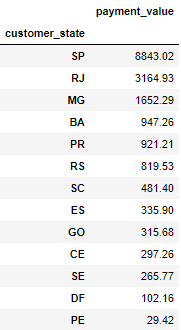 payment_value
customer_state
SP 8843.02
RJ 3164.93
MG 1652.29
BA 947.26
PR 921.21
RS 819.53
SC 481.40
ES 335.90
GO 315.68
CE 297.26
SE 265.77
DF 102.16
PE 29.42